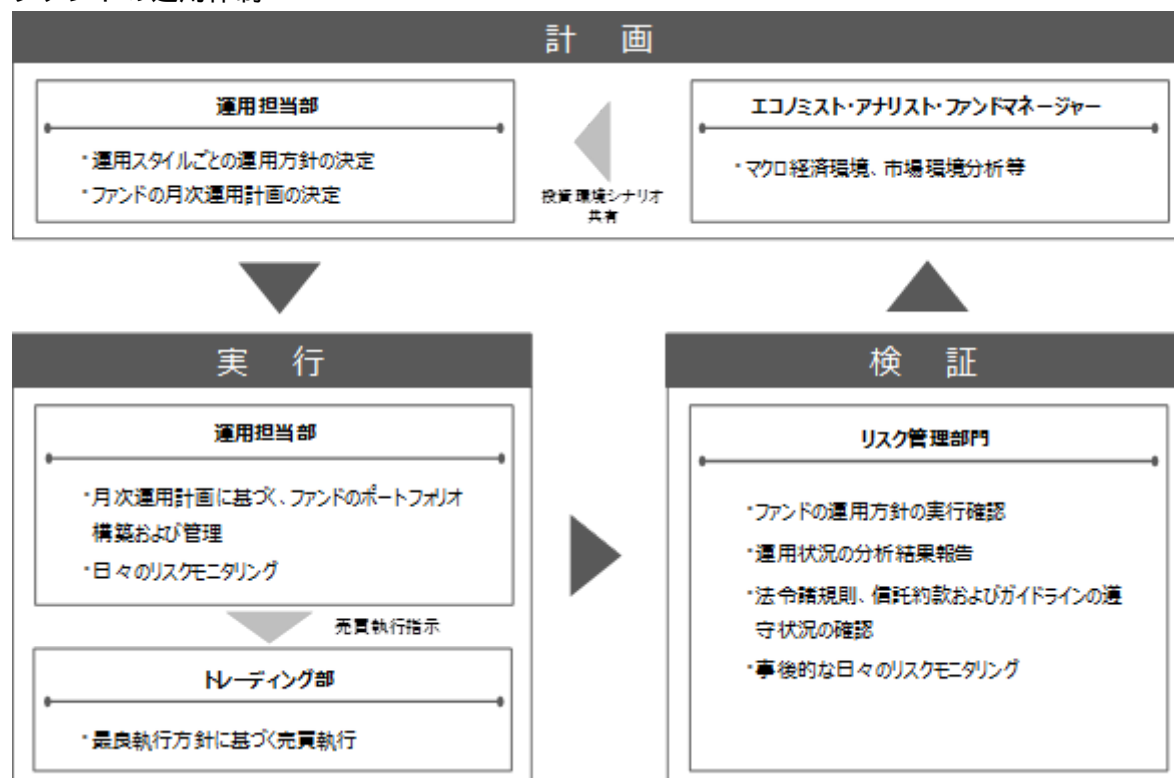 計 画
運用担当部
・運用スタイルごとの運用方針の決定
・ファンドの月次運用計画の決定
投資環境シナリオ
共有
エコノミスト・アナリスト・ファンドマネージャー
・マクロ経済環境、市場環境分析等
実 行
運用担当部
・月次運用計画に基づく、ファンドのポートフォリオ
構築および管理
・日々のリスクモニタリング
売買執行指示
トレーディング部
・最良執行方針に基づく売買執行
検 証
リスク管理部門
・ファンドの運用方針の実行確認
・運用状況の分析結果報告
・法令諸規則、信託約款およびガイドラインの遵
守状況の確認
・事後的な日々のリスクモニタリング